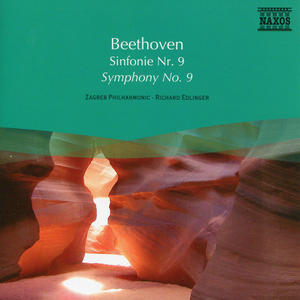 NAXOS
Beethoven
Sinfonie Nr. 9
Symphony No. 9
ZAGREB PHILHARMONIC · RICHARD EDLINGER